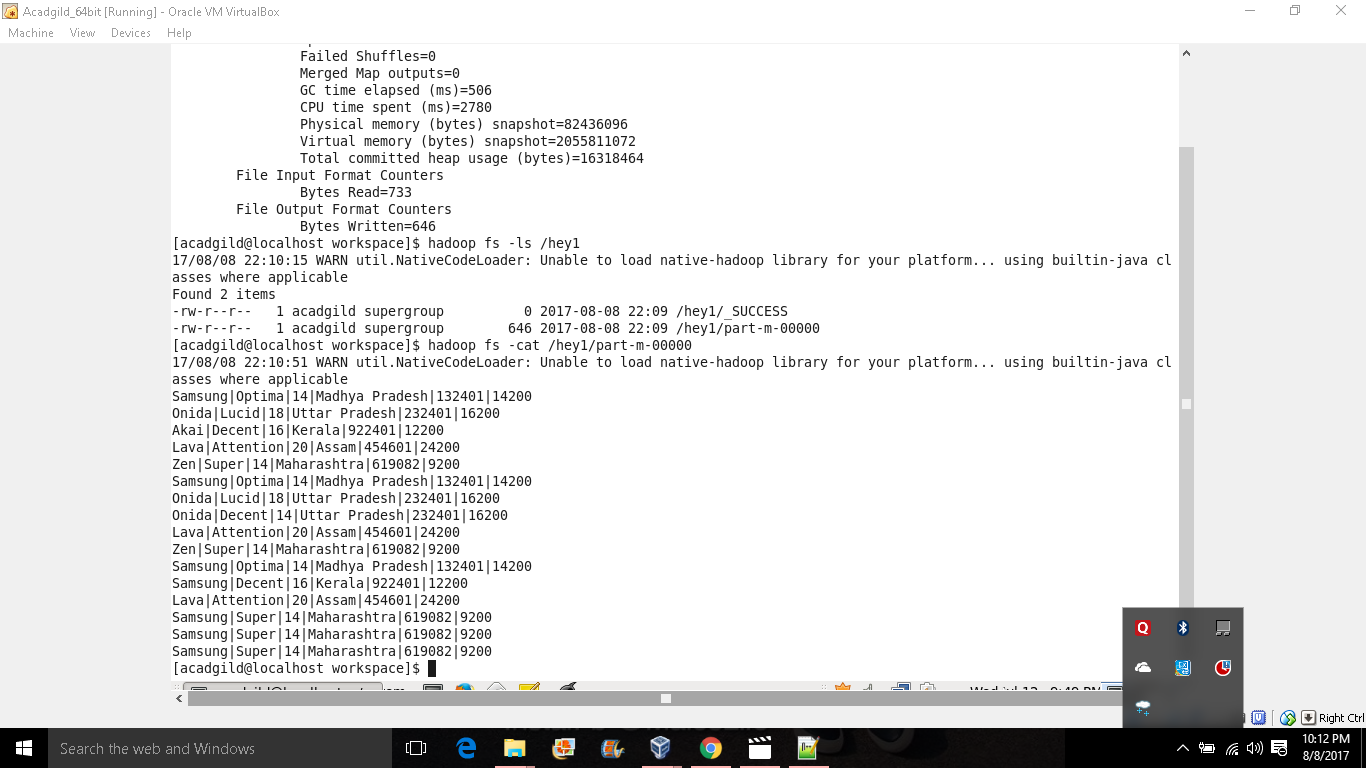 Acadgild_64bit [Running] - Oracle VM VirtualBox
Machine View Devices Help
Failed Shuffles=0
Merged Map outputs=0
GC time elapsed (ms)=506
CPU time spent (ms)=2780
Physical memory (bytes) snapshot=82436096
Virtual memory (bytes) snapshot=2055811072
Total committed heap usage (bytes)=16318464
File Input Format Counters
Bytes Read=733
File Output Format Counters
Bytes Written=646
[acadgild@localhost workspace]$ hadoop fs -ls /hey1
17/08/08 22:10:15 WARN util.NativeCodeLoader: Unable to load native-hadoop library for your platform... using builtin-java cl
asses where applicable
Found 2 items
-rw-r--r--   1 acadgild supergroup          0 2017-08-08 22:09 /hey1/_SUCCESS
-rw-r--r--   1 acadgild supergroup        646 2017-08-08 22:09 /hey1/part-m-00000
[acadgild@localhost workspace]$ hadoop fs -cat /hey1/part-m-00000
17/08/08 22:10:51 WARN util.NativeCodeLoader: Unable to load native-hadoop library for your platform... using builtin-java cl
asses where applicable
Samsung|Optima|14|Madhya Pradesh|132401|14200
Onida|Lucid|18|Uttar Pradesh|232401|16200
Akai|Decent|16|Kerala|922401|12200
Lava|Attention|20|Assam|454601|24200
Zen|Super|14|Maharashtra|619082|9200
Samsung|Optima|14|Madhya Pradesh|132401|14200
Onida|Lucid|18|Uttar Pradesh|232401|16200
Onida|Decent|14|Uttar Pradesh|232401|16200
Lava|Attention|20|Assam|454601|24200
Zen|Super|14|Maharashtra|619082|9200
Samsung|Optima|14|Madhya Pradesh|132401|14200
Samsung|Decent|16|Kerala|922401|12200
Lava|Attention|20|Assam|454601|24200
Samsung|Super|14|Maharashtra|619082|9200
Samsung|Super|14|Maharashtra|619082|9200
Samsung|Super|14|Maharashtra|619082|9200
[acadgild@localhost workspace]$
Right Ctrl
Search the web and Windows
10:12 PM
8/8/2017